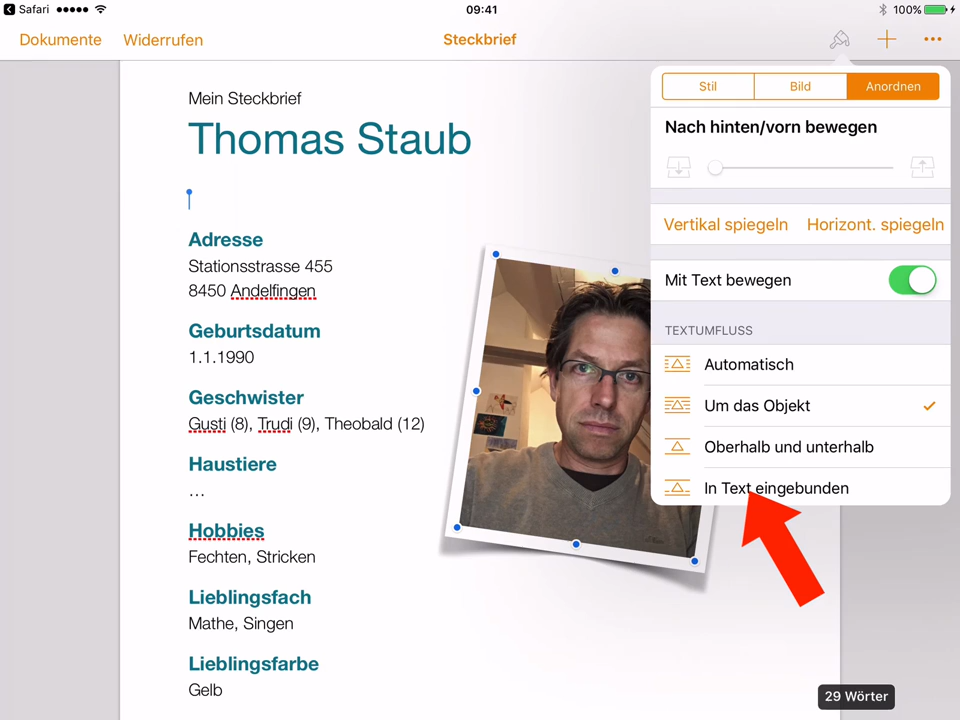 Safari 09:41 100%
Dokumente Widerrufen Steckbrief
Mein Steckbrief
Thomas Staub
Adresse
Stationsstrasse 455
8450 Andelfingen
Geburtsdatum
1.1.1990
Geschwister
Gusti (8), Trudi (9), Theobald (12)
Haustiere
…
Hobbies
Fechten, Stricken
Lieblingsfach
Mathe, Singen
Lieblingsfarbe
Gelb
Stil Bild Anordnen
Nach hinten/vorn bewegen
Vertikal spiegeln Horizont. spiegeln
Mit Text bewegen
TEXTUMFLUSS
Automatisch
Um das Objekt
Oberhalb und unterhalb
In Text eingebunden
29 Wörter